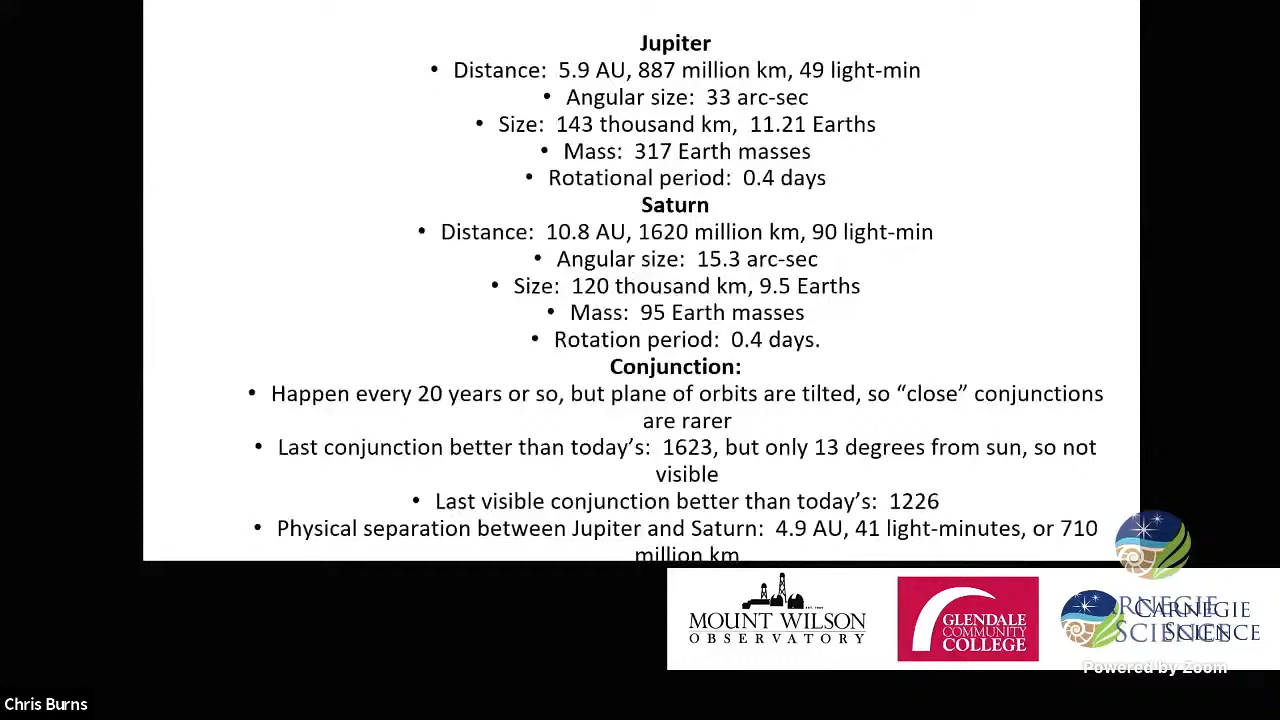 Jupiter
• Distance: 5.9 AU, 887 million km, 49 light-min
• Angular size: 33 arc-sec
• Size: 143 thousand km, 11.21 Earths
• Mass: 317 Earth masses
• Rotational period: 0.4 days
Saturn
• Distance: 10.8 AU, 1620 million km, 90 light-min
• Angular size: 15.3 arc-sec
• Size: 120 thousand km, 9.5 Earths
• Mass: 95 Earth masses
• Rotation period: 0.4 days.
Conjunction:
• Happen every 20 years or so, but plane of orbits are tilted, so “close” conjunctions
are rarer
• Last conjunction better than today’s: 1623, but only 13 degrees from sun, so not
visible
• Last visible conjunction better than today’s: 1226
• Physical separation between Jupiter and Saturn: 4.9 AU, 41 light-minutes, or 710
million km
MOUNT WILSON
OBSERVATORY
GLENDALE
COMMUNITY
COLLEGE
CARNEGIE
SCIENCE
Powered by Zoom
Chris Burns